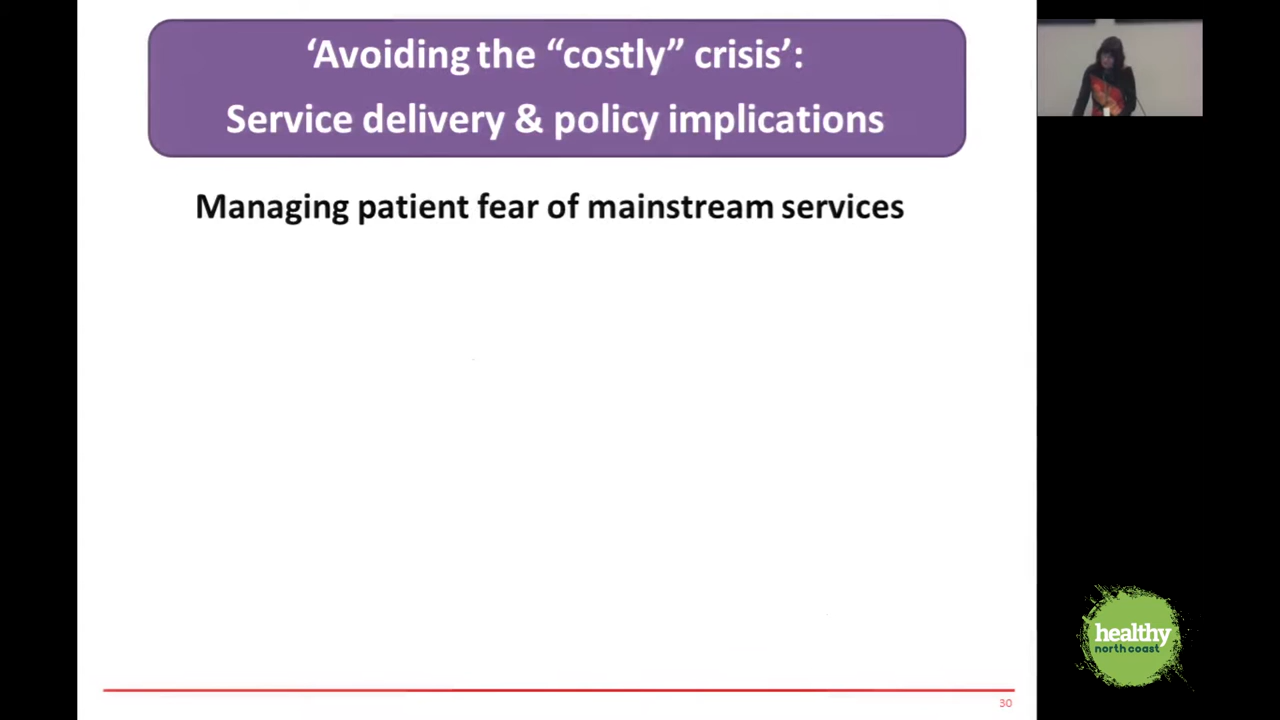 ‘Avoiding the “costly” crisis’:
Service delivery & policy implications
Managing patient fear of mainstream services
healthy
north coast
30